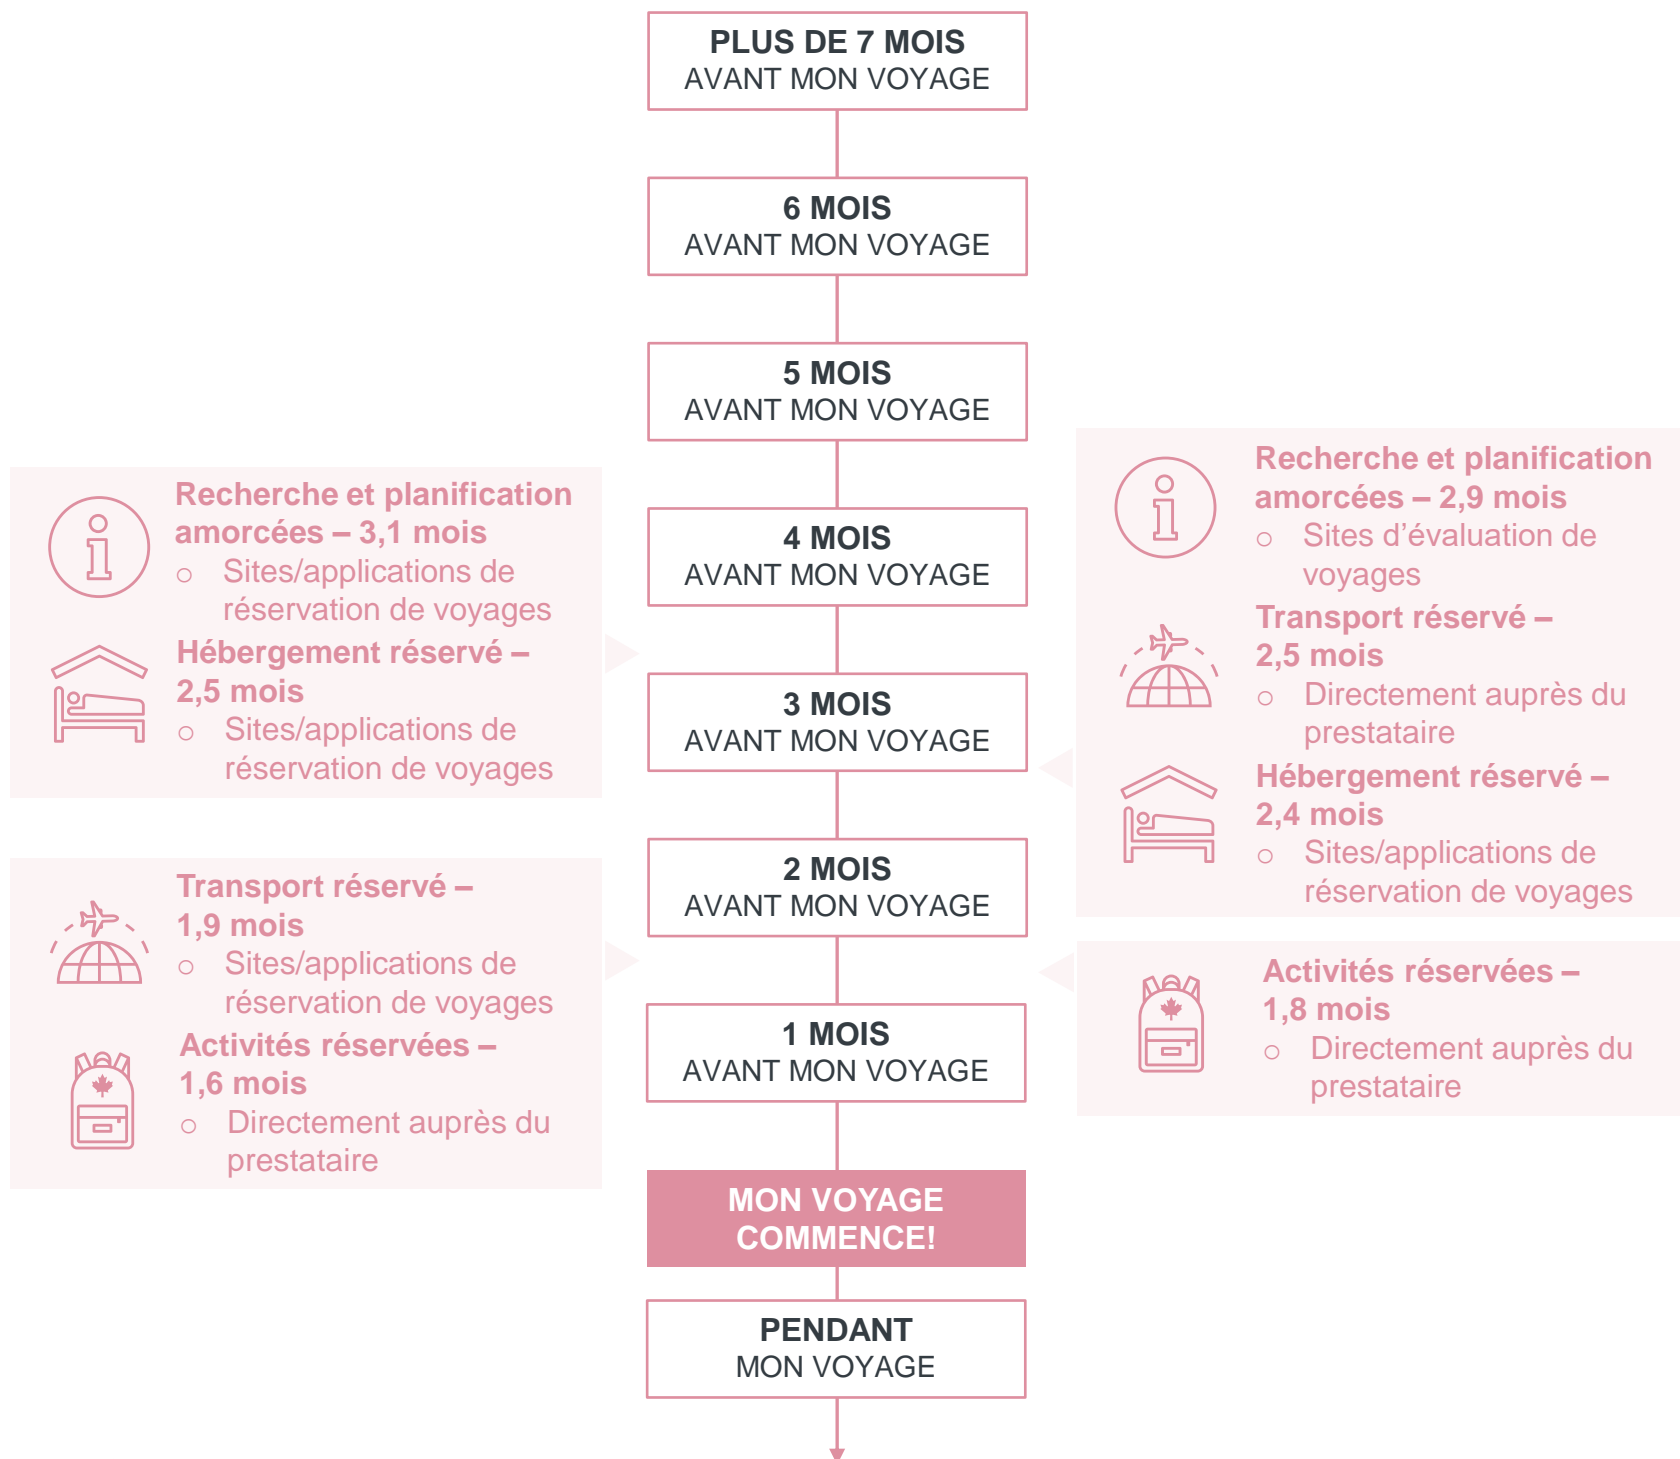 PLUS DE 7 MOIS
AVANT MON VOYAGE
6 MOIS
AVANT MON VOYAGE
5 MOIS
AVANT MON VOYAGE
4 MOIS
AVANT MON VOYAGE
3 MOIS
AVANT MON VOYAGE
2 MOIS
AVANT MON VOYAGE
1 MOIS
AVANT MON VOYAGE
MON VOYAGE
COMMENCE!
PENDANT
MON VOYAGE
Recherche et planification
amorcées – 3,1 mois
○ Sites/applications de
réservation de voyages
Hébergement réservé –
2,5 mois
○ Sites/applications de
réservation de voyages
Transport réservé –
1,9 mois
○ Sites/applications de
réservation de voyages
Activités réservées –
1,6 mois
○ Directement auprès du
prestataire
Recherche et planification
amorcées – 2,9 mois
○ Sites d’évaluation de
voyages
Transport réservé –
2,5 mois
○ Directement auprès du
prestataire
Hébergement réservé –
2,4 mois
○ Sites/applications de
réservation de voyages
Activités réservées –
1,8 mois
○ Directement auprès du
prestataire